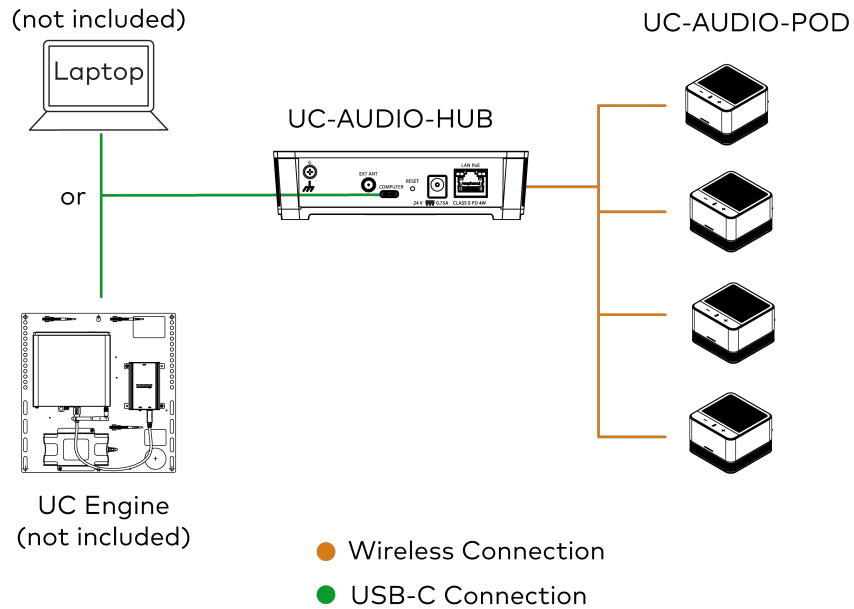 (not included)
Laptop
UC-AUDIO-POD
UC-AUDIO-HUB
G
EXT ANT
COMPUTER
RESET
LAN PoE
24 V 0.75A
CLASS 0 PD 4W
or
UC Engine
(not included)
Wireless Connection
USB-C Connection